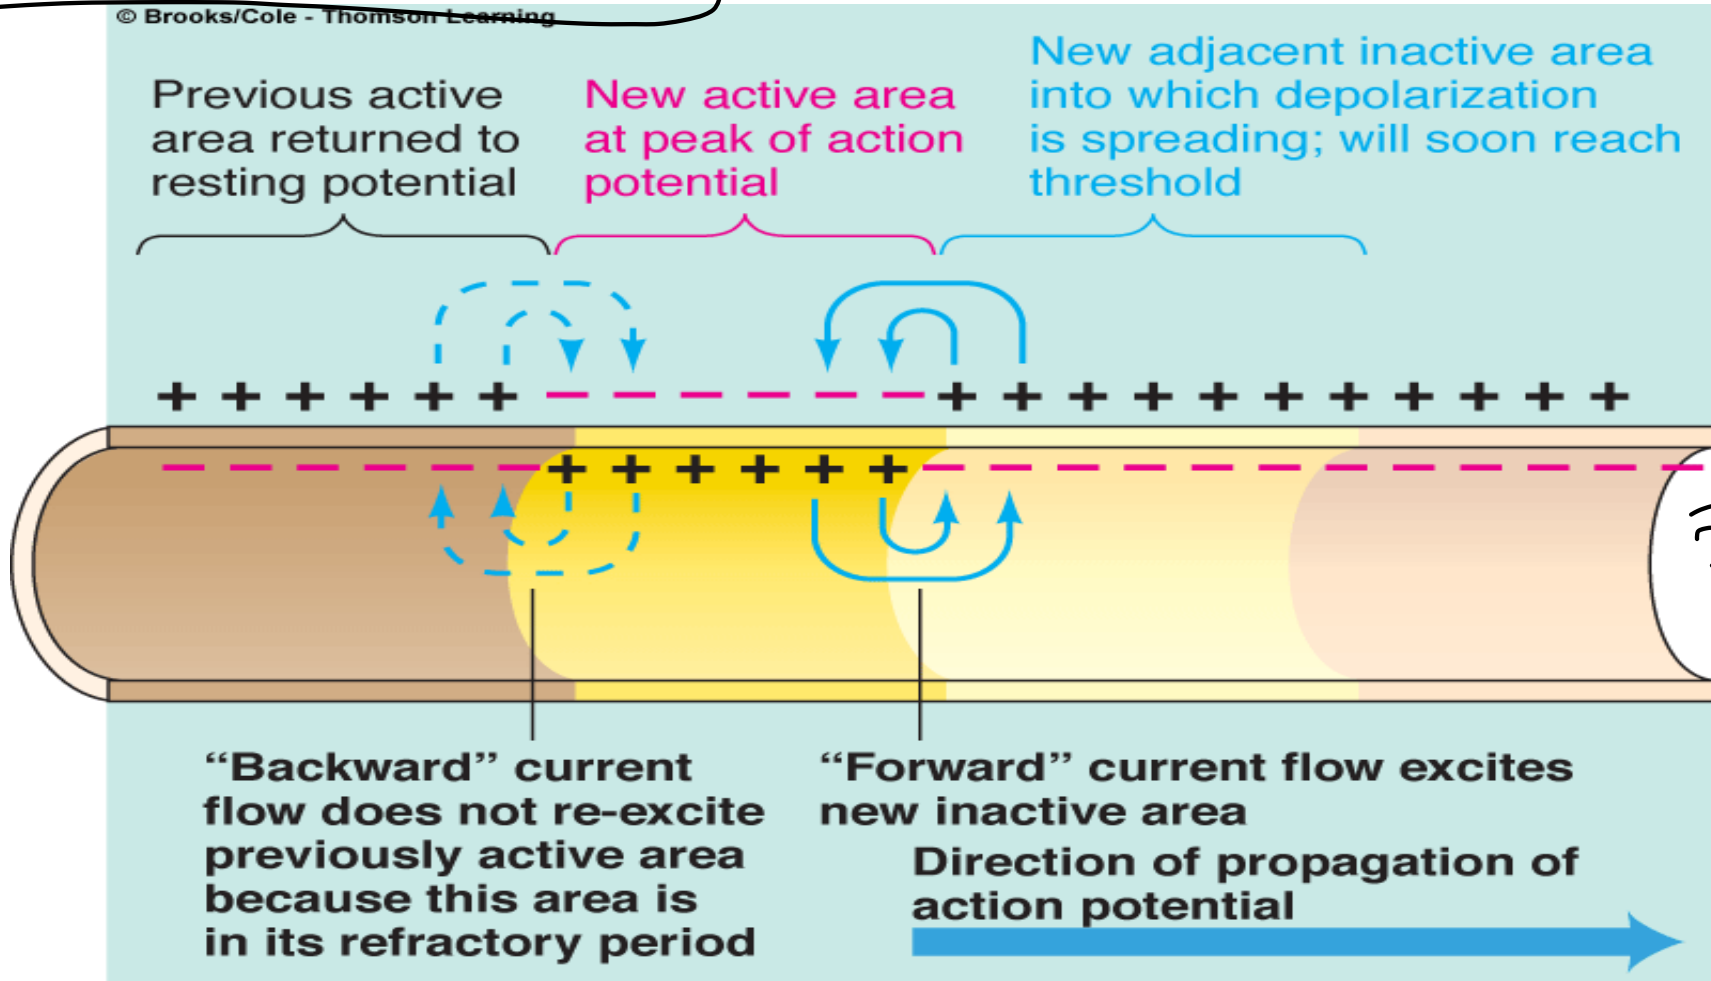 © Brooks/Cole - Thomson Learning
Previous active
area returned to
resting potential
New active area
at peak of action
potential
New adjacent inactive area
into which depolarization
is spreading; will soon reach
threshold
+ + + + + + — — — — — — + + + + + + + + + + +
— — — — — — + + + + + + — — — — — — — — — — — —
“Backward” current
flow does not re-excite
previously active area
because this area is
in its refractory period
“Forward” current flow excites
new inactive area
Direction of propagation of
action potential